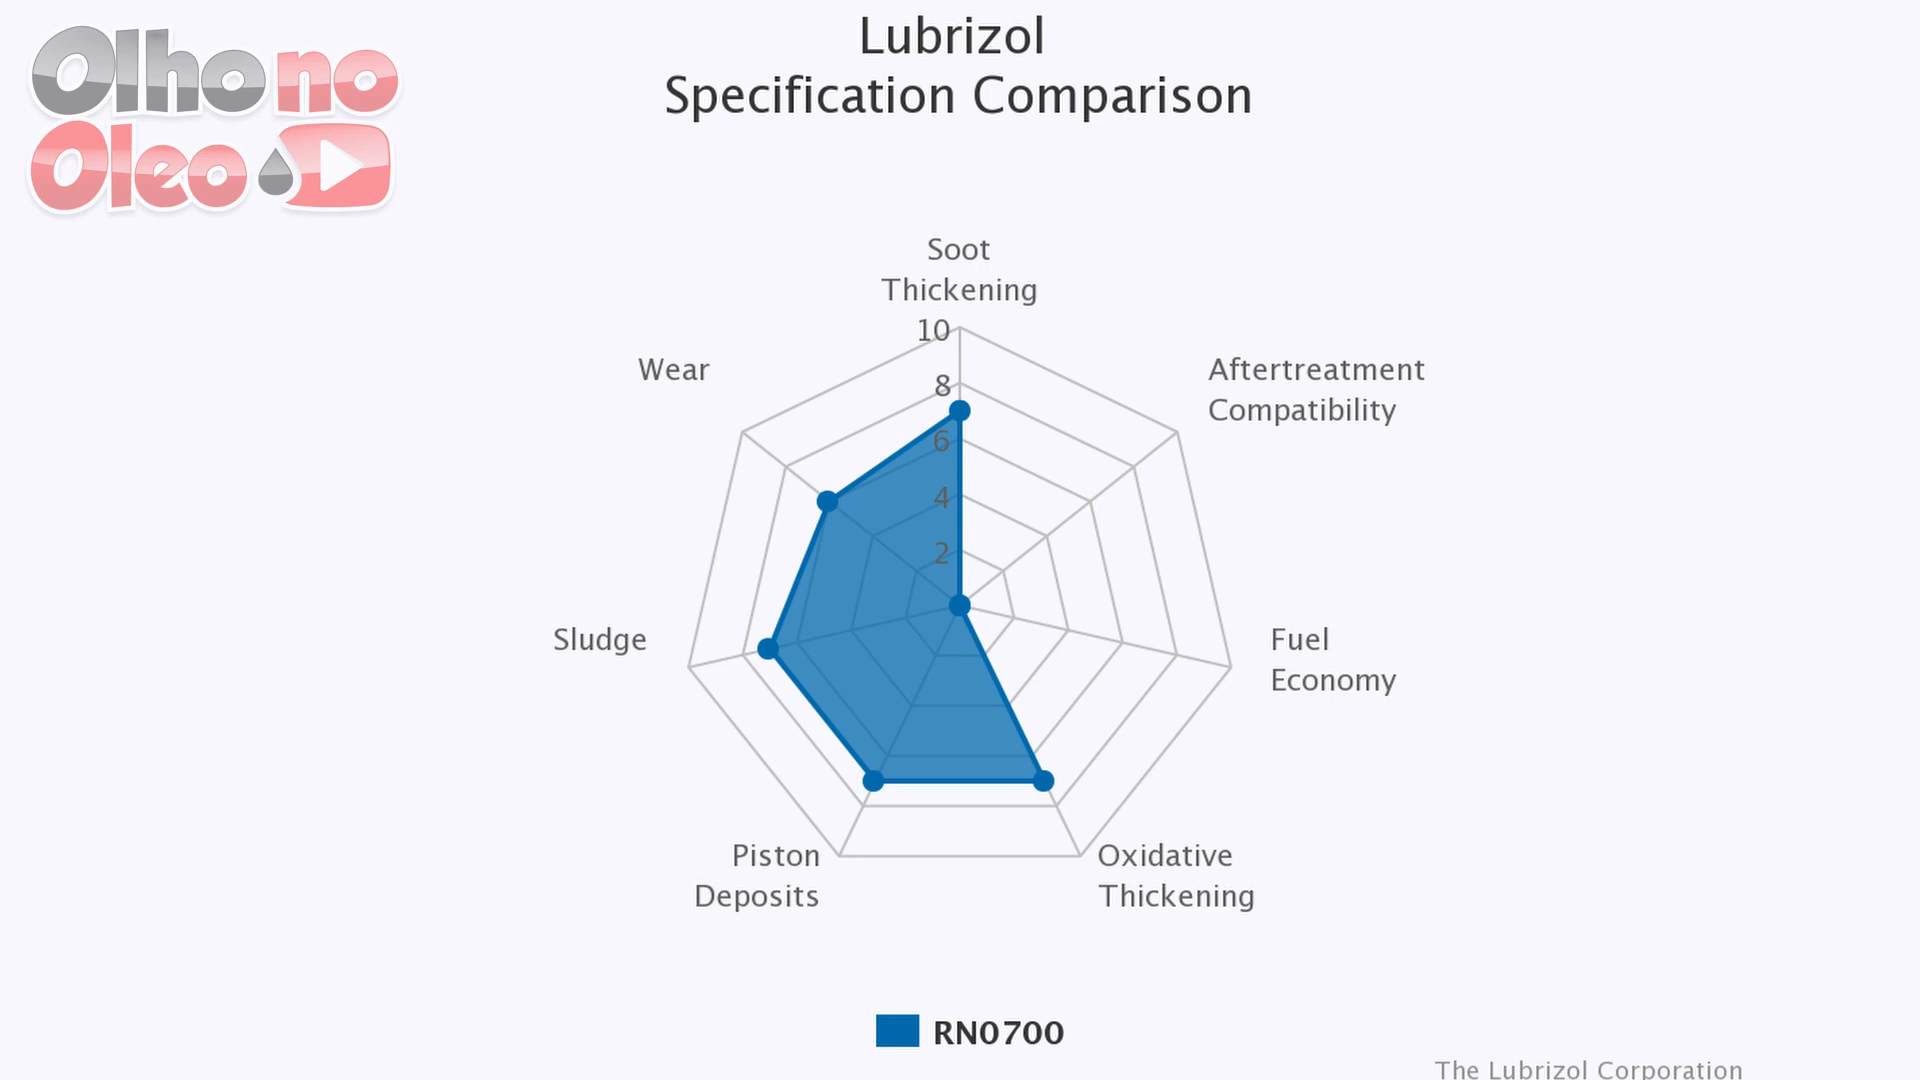 Olho no
Oleo
Lubrizol
Specification Comparison
Soot
Thickening
Wear
Aftertreatment
Compatibility
10
8
6
4
2
Sludge
Fuel
Economy
Piston
Deposits
Oxidative
Thickening
RN0700
The Lubrizol Corporation